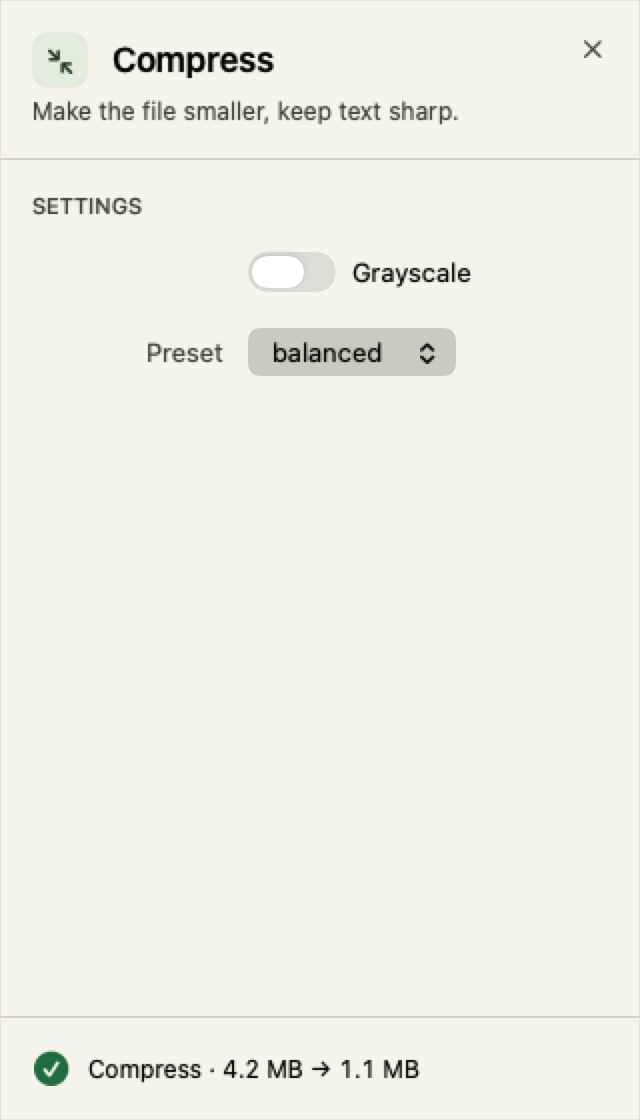 Compress
Make the file smaller, keep text sharp.
SETTINGS
Grayscale
Preset balanced
Compress · 4.2 MB → 1.1 MB